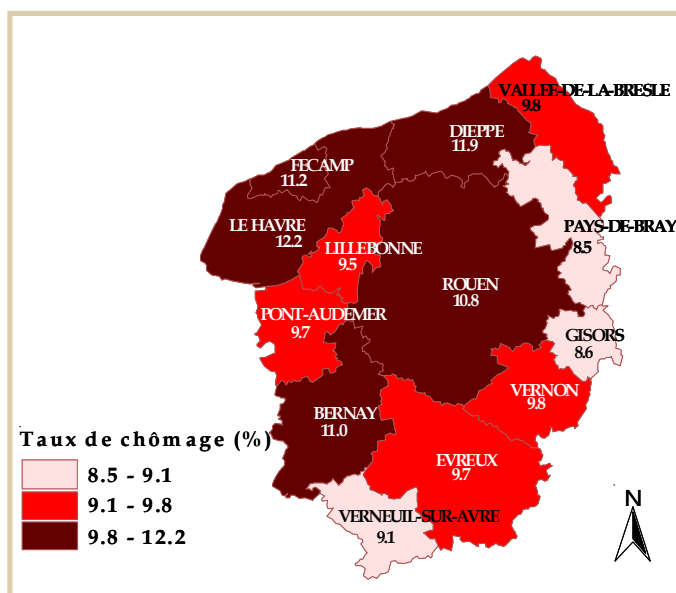 VALLEE-DE-LA-BRESLE
9.8
DIEPPE
11.9
FECAMP
11.2
LE HAVRE
12.2
PAYS-DE-BRAY
8.5
LILLEBONNE
9.5
ROUEN
10.8
PONT-AUDEMER
9.7
GISORS
8.6
VERNON
9.8
BERNAY
11.0
EVREUX
9.7
VERNEUIL-SUR-AVRE
9.1
Taux de chômage (%)
8.5 - 9.1
9.1 - 9.8
9.8 - 12.2
N